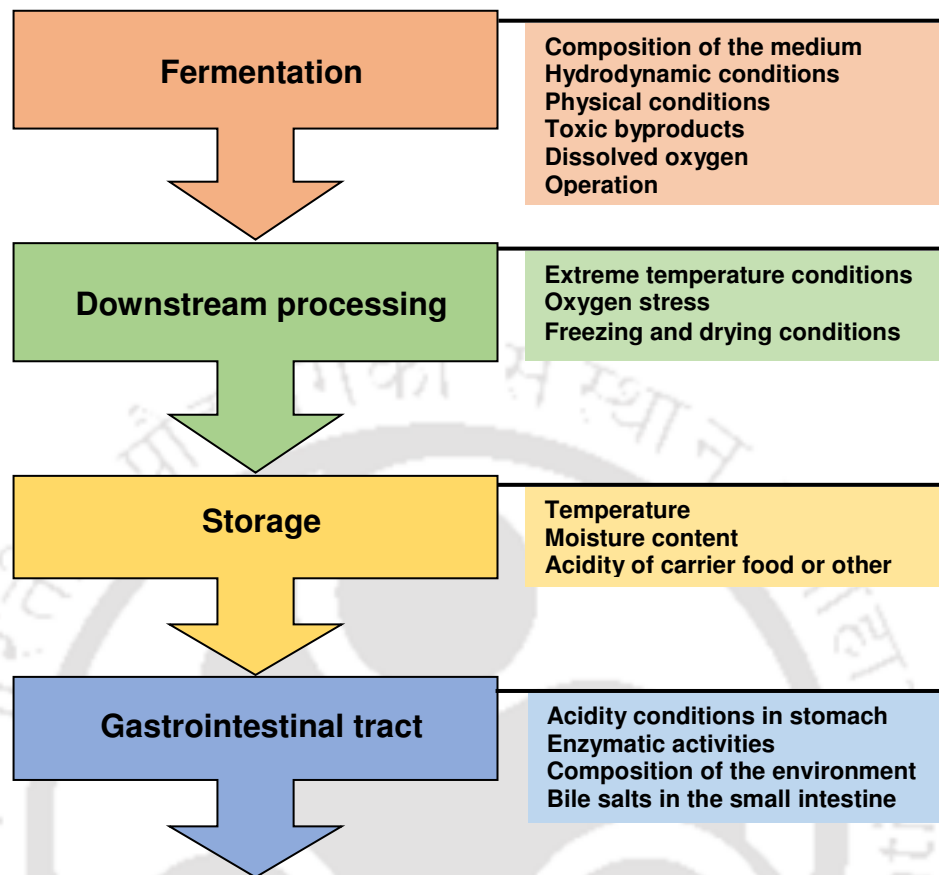 Fermentation
Composition of the medium
Hydrodynamic conditions
Physical conditions
Toxic byproducts
Dissolved oxygen
Operation
Downstream processing
Extreme temperature conditions
Oxygen stress
Freezing and drying conditions
Storage
Temperature
Moisture content
Acidity of carrier food or other
Gastrointestinal tract
Acidity conditions in stomach
Enzymatic activities
Composition of the environment
Bile salts in the small intestine